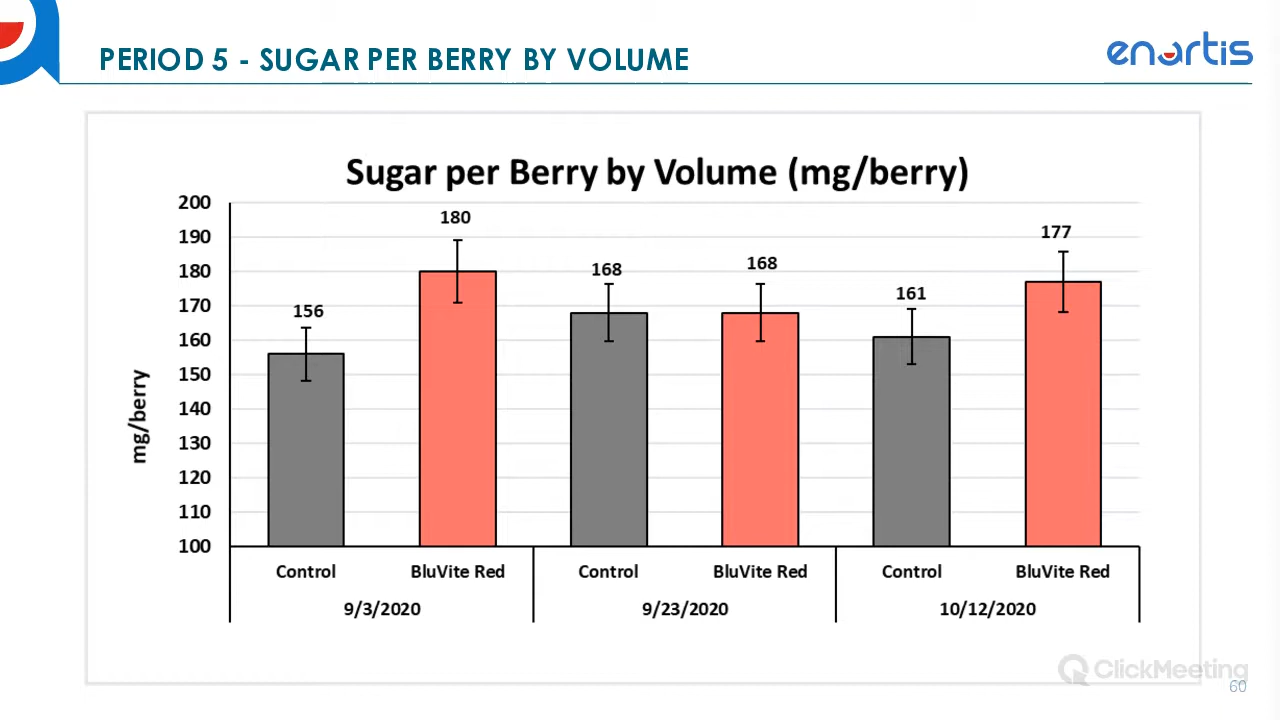 PERIOD 5 - SUGAR PER BERRY BY VOLUME
enartis
Sugar per Berry by Volume (mg/berry)
mg/berry
200
190
180
170
160
150
140
130
120
110
100
156
180
168
168
161
177
Control BluVite Red Control BluVite Red Control BluVite Red
9/3/2020 9/23/2020 10/12/2020
ClickMeeting
60